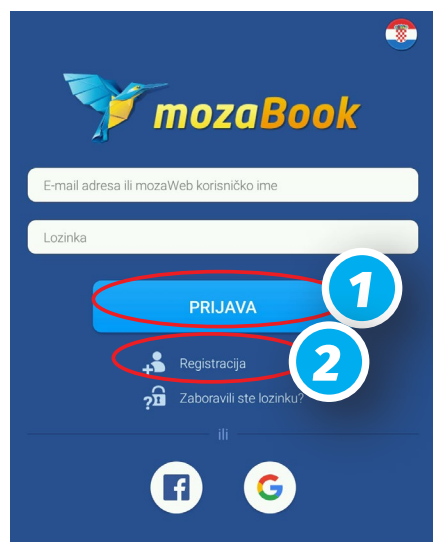 mozaBook
E-mail adresa ili mozaWeb korisničko ime
Lozinka
PRIJAVA
1
Registracija
2
Zaboravili ste lozinku?
ili